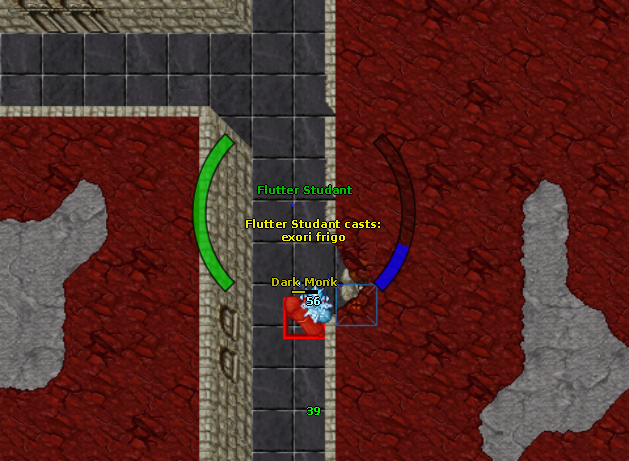 Flutter Studant
Flutter Studant casts:
exori frigo
Dark Monk
56
39